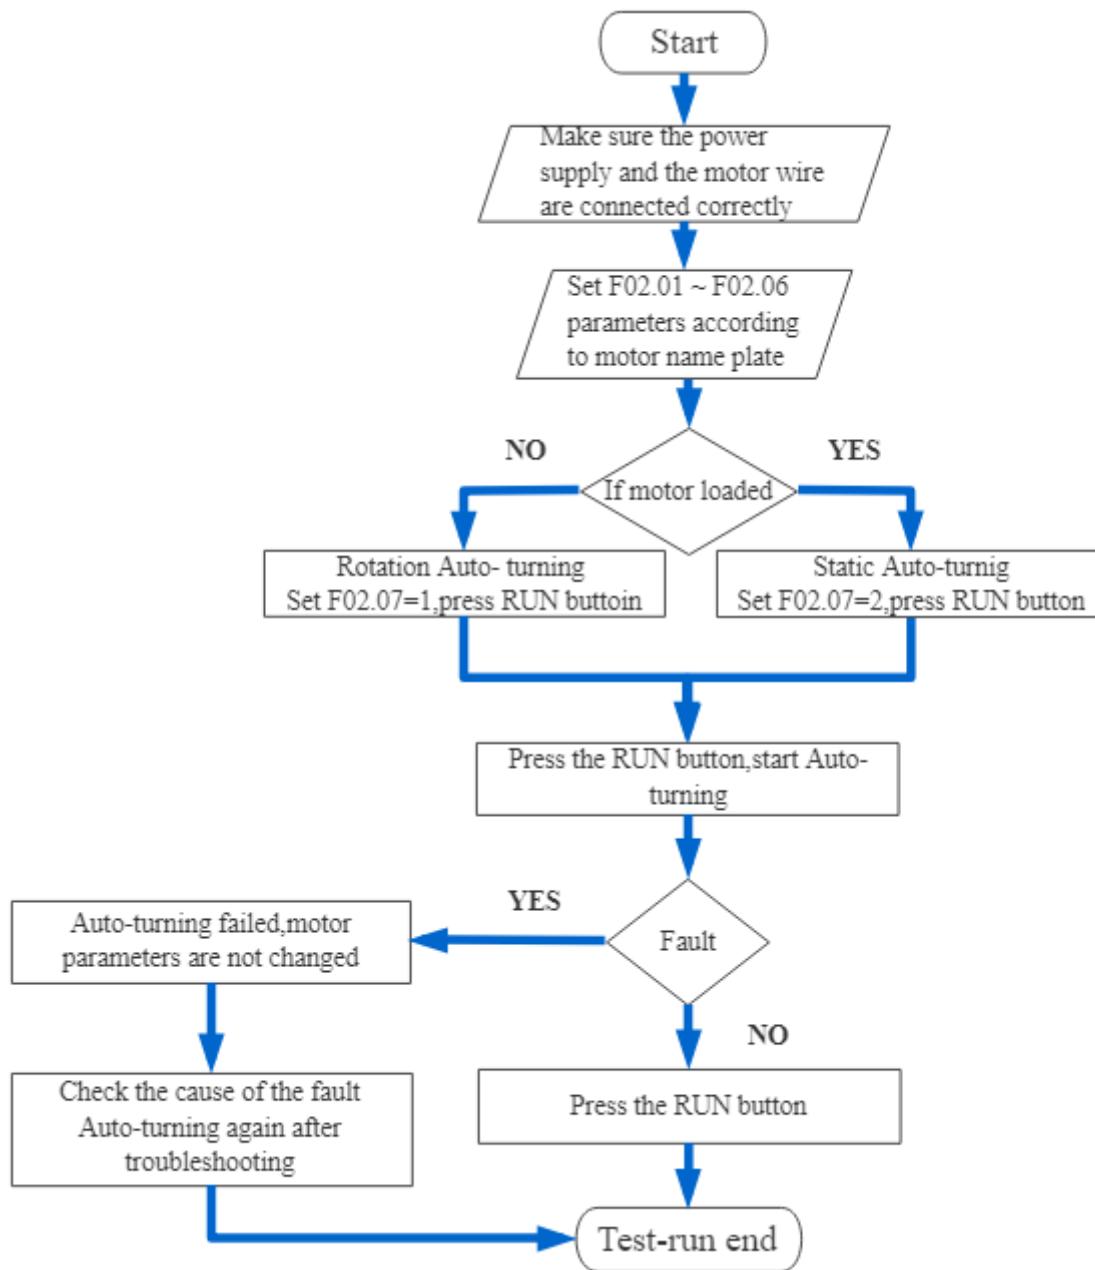 Start
Make sure the power
supply and the motor wire
are connected correctly
Set F02.01 ~ F02.06
parameters according
to motor name plate
NO
YES
If motor loaded
Rotation Auto- turning
Set F02.07=1,press RUN buttoin
Static Auto-turnig
Set F02.07=2,press RUN button
Press the RUN button,start Auto-
turning
YES
Fault
Auto-turning failed,motor
parameters are not changed
NO
Check the cause of the fault
Auto-turning again after
troubleshooting
Press the RUN button
Test-run end